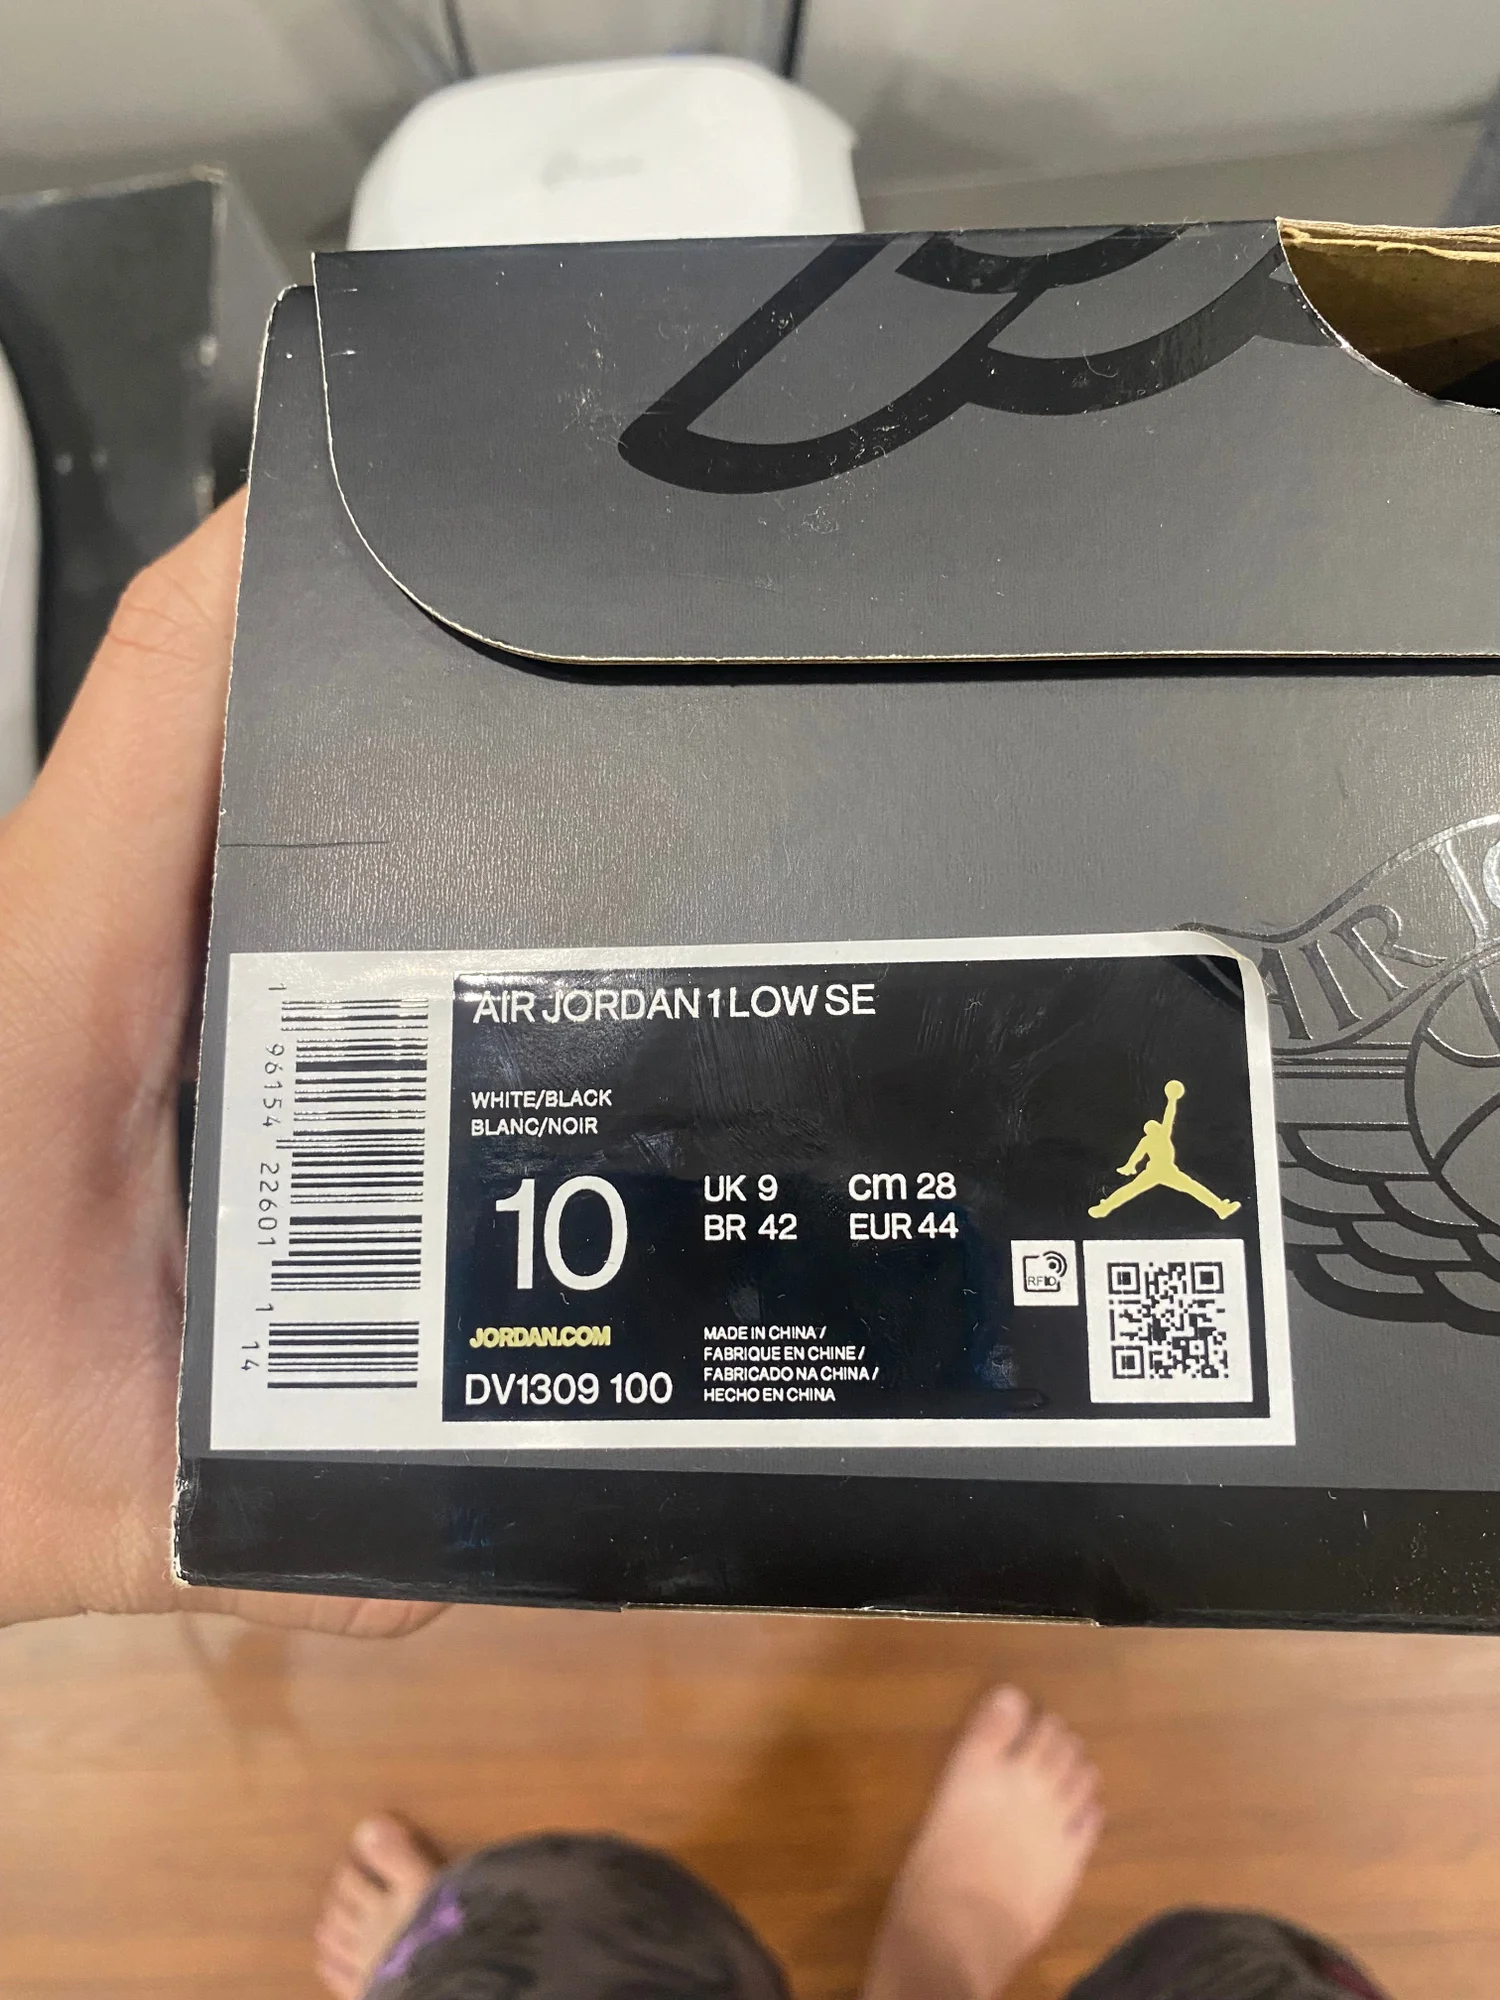 AIR JO
AIR JORDAN 1 LOW SE
WHITE/BLACK
BLANC/NOIR
10
UK 9
cm 28
BR 42
EUR 44
RFID
JORDAN.COM
DV1309 100
MADE IN CHINA /
FABRIQUE EN CHINE /
FABRICADO NA CHINA /
HECHO EN CHINA
1 96154 22601 1 14